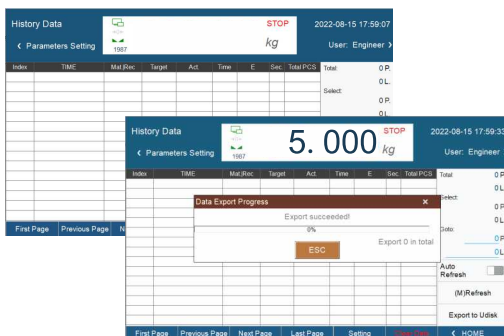 History Data
STOP
2022-08-15 17:59:07
kg
Parameters Setting
1987
User: Engineer
Index TIME Mat.|Rec Target Act. Time E Sec. Total PCS
Total: 0 P.
0 L.
Select:
0 P.
0 L.
First Page Previous Page N
History Data
5.000
STOP
kg
2022-08-15 17:59:33
Parameters Setting
1987
User: Engineer
Index TIME Mat.|Rec Target Act. Time E Sec. Total PCS
Total: 0 P
0 L
Select:
0 P
0 L
Goto:
0 P
0 L
Data Export Progress ×
Export succeeded!
0%
Export 0 in total
ESC
Auto
Refresh
(M)Refresh
Export to Udisk
First Page Previous Page Next Page Last Page Setting Clear Data HOME